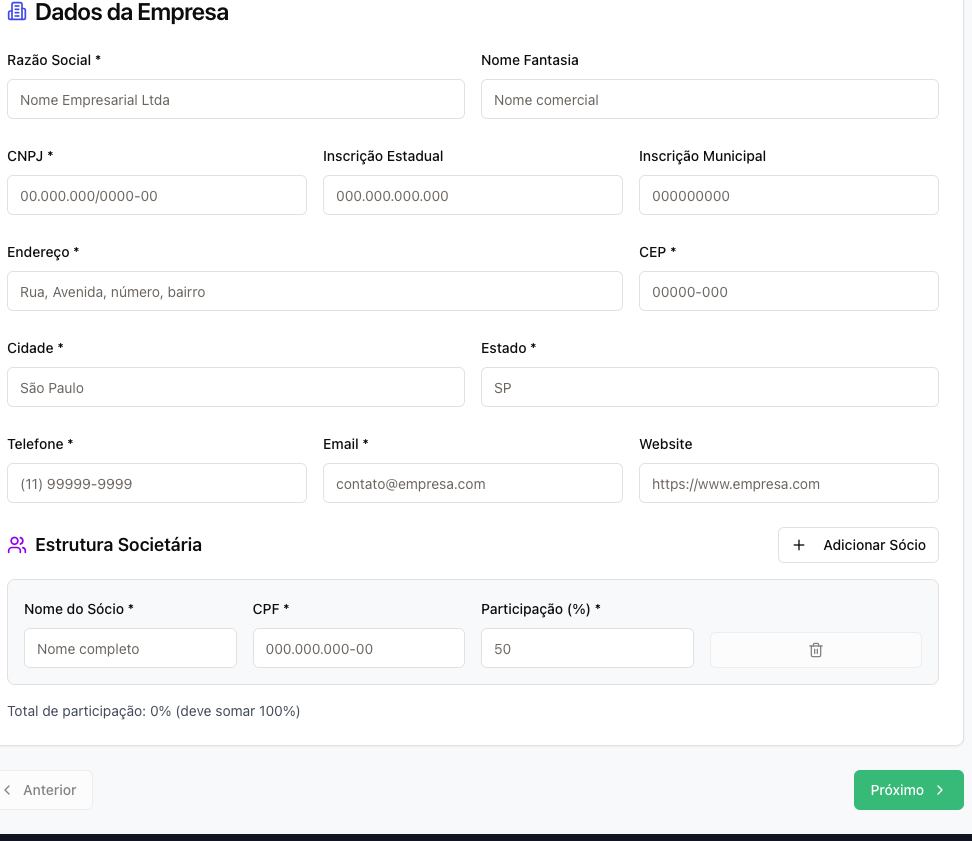 Dados da Empresa
Razão Social * Nome Fantasia
Nome Empresarial Ltda Nome comercial
CNPJ * Inscrição Estadual Inscrição Municipal
00.000.000/0000-00 000.000.000.000 000000000
Endereço * CEP *
Rua, Avenida, número, bairro 00000-000
Cidade * Estado *
São Paulo SP
Telefone * Email * Website
(11) 99999-9999 contato@empresa.com https://www.empresa.com
Estrutura Societária + Adicionar Sócio
Nome do Sócio * CPF * Participação (%) *
Nome completo 000.000.000-00 50
Total de participação: 0% (deve somar 100%)
Anterior Próximo